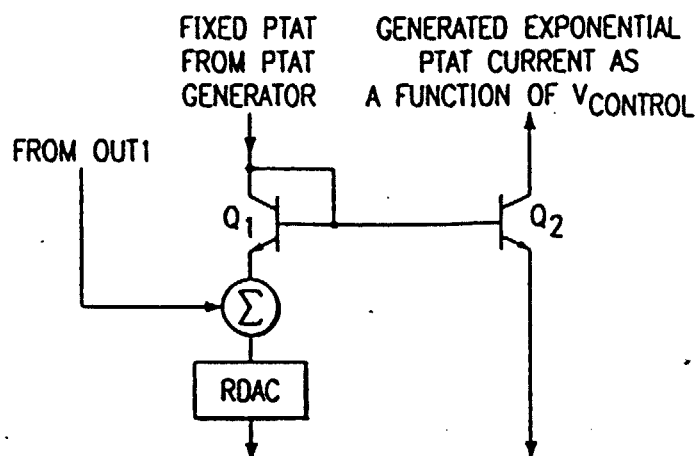 FIXED PTAT
FROM PTAT
GENERATOR
GENERATED EXPONENTIAL
PTAT CURRENT AS
A FUNCTION OF VCONTROL
FROM OUT1
Q1
Q2
Σ
RDAC